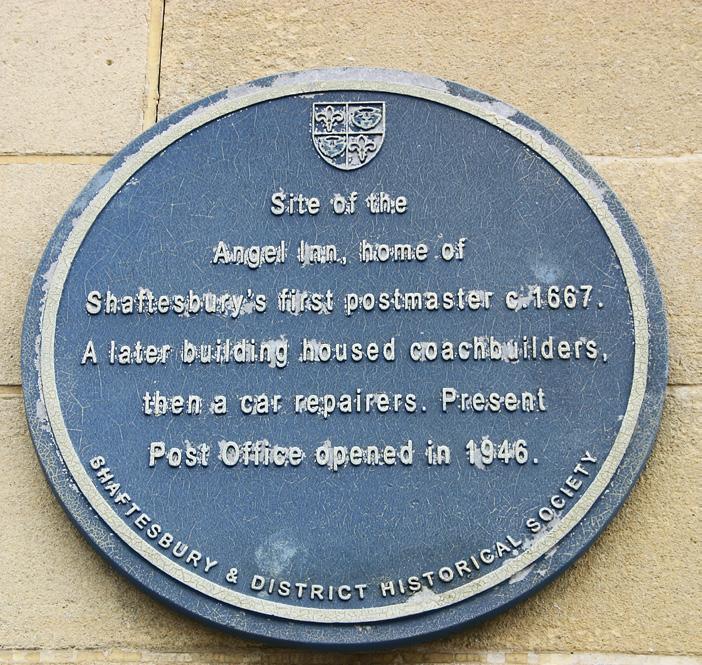 Site of the
Angel Inn, home of
Shaftesbury's first postmaster c.1667.
A later building housed coachbuilders,
then a car repairers. Present
Post Office opened in 1946.
SHAFTESBURY & DISTRICT HISTORICAL SOCIETY